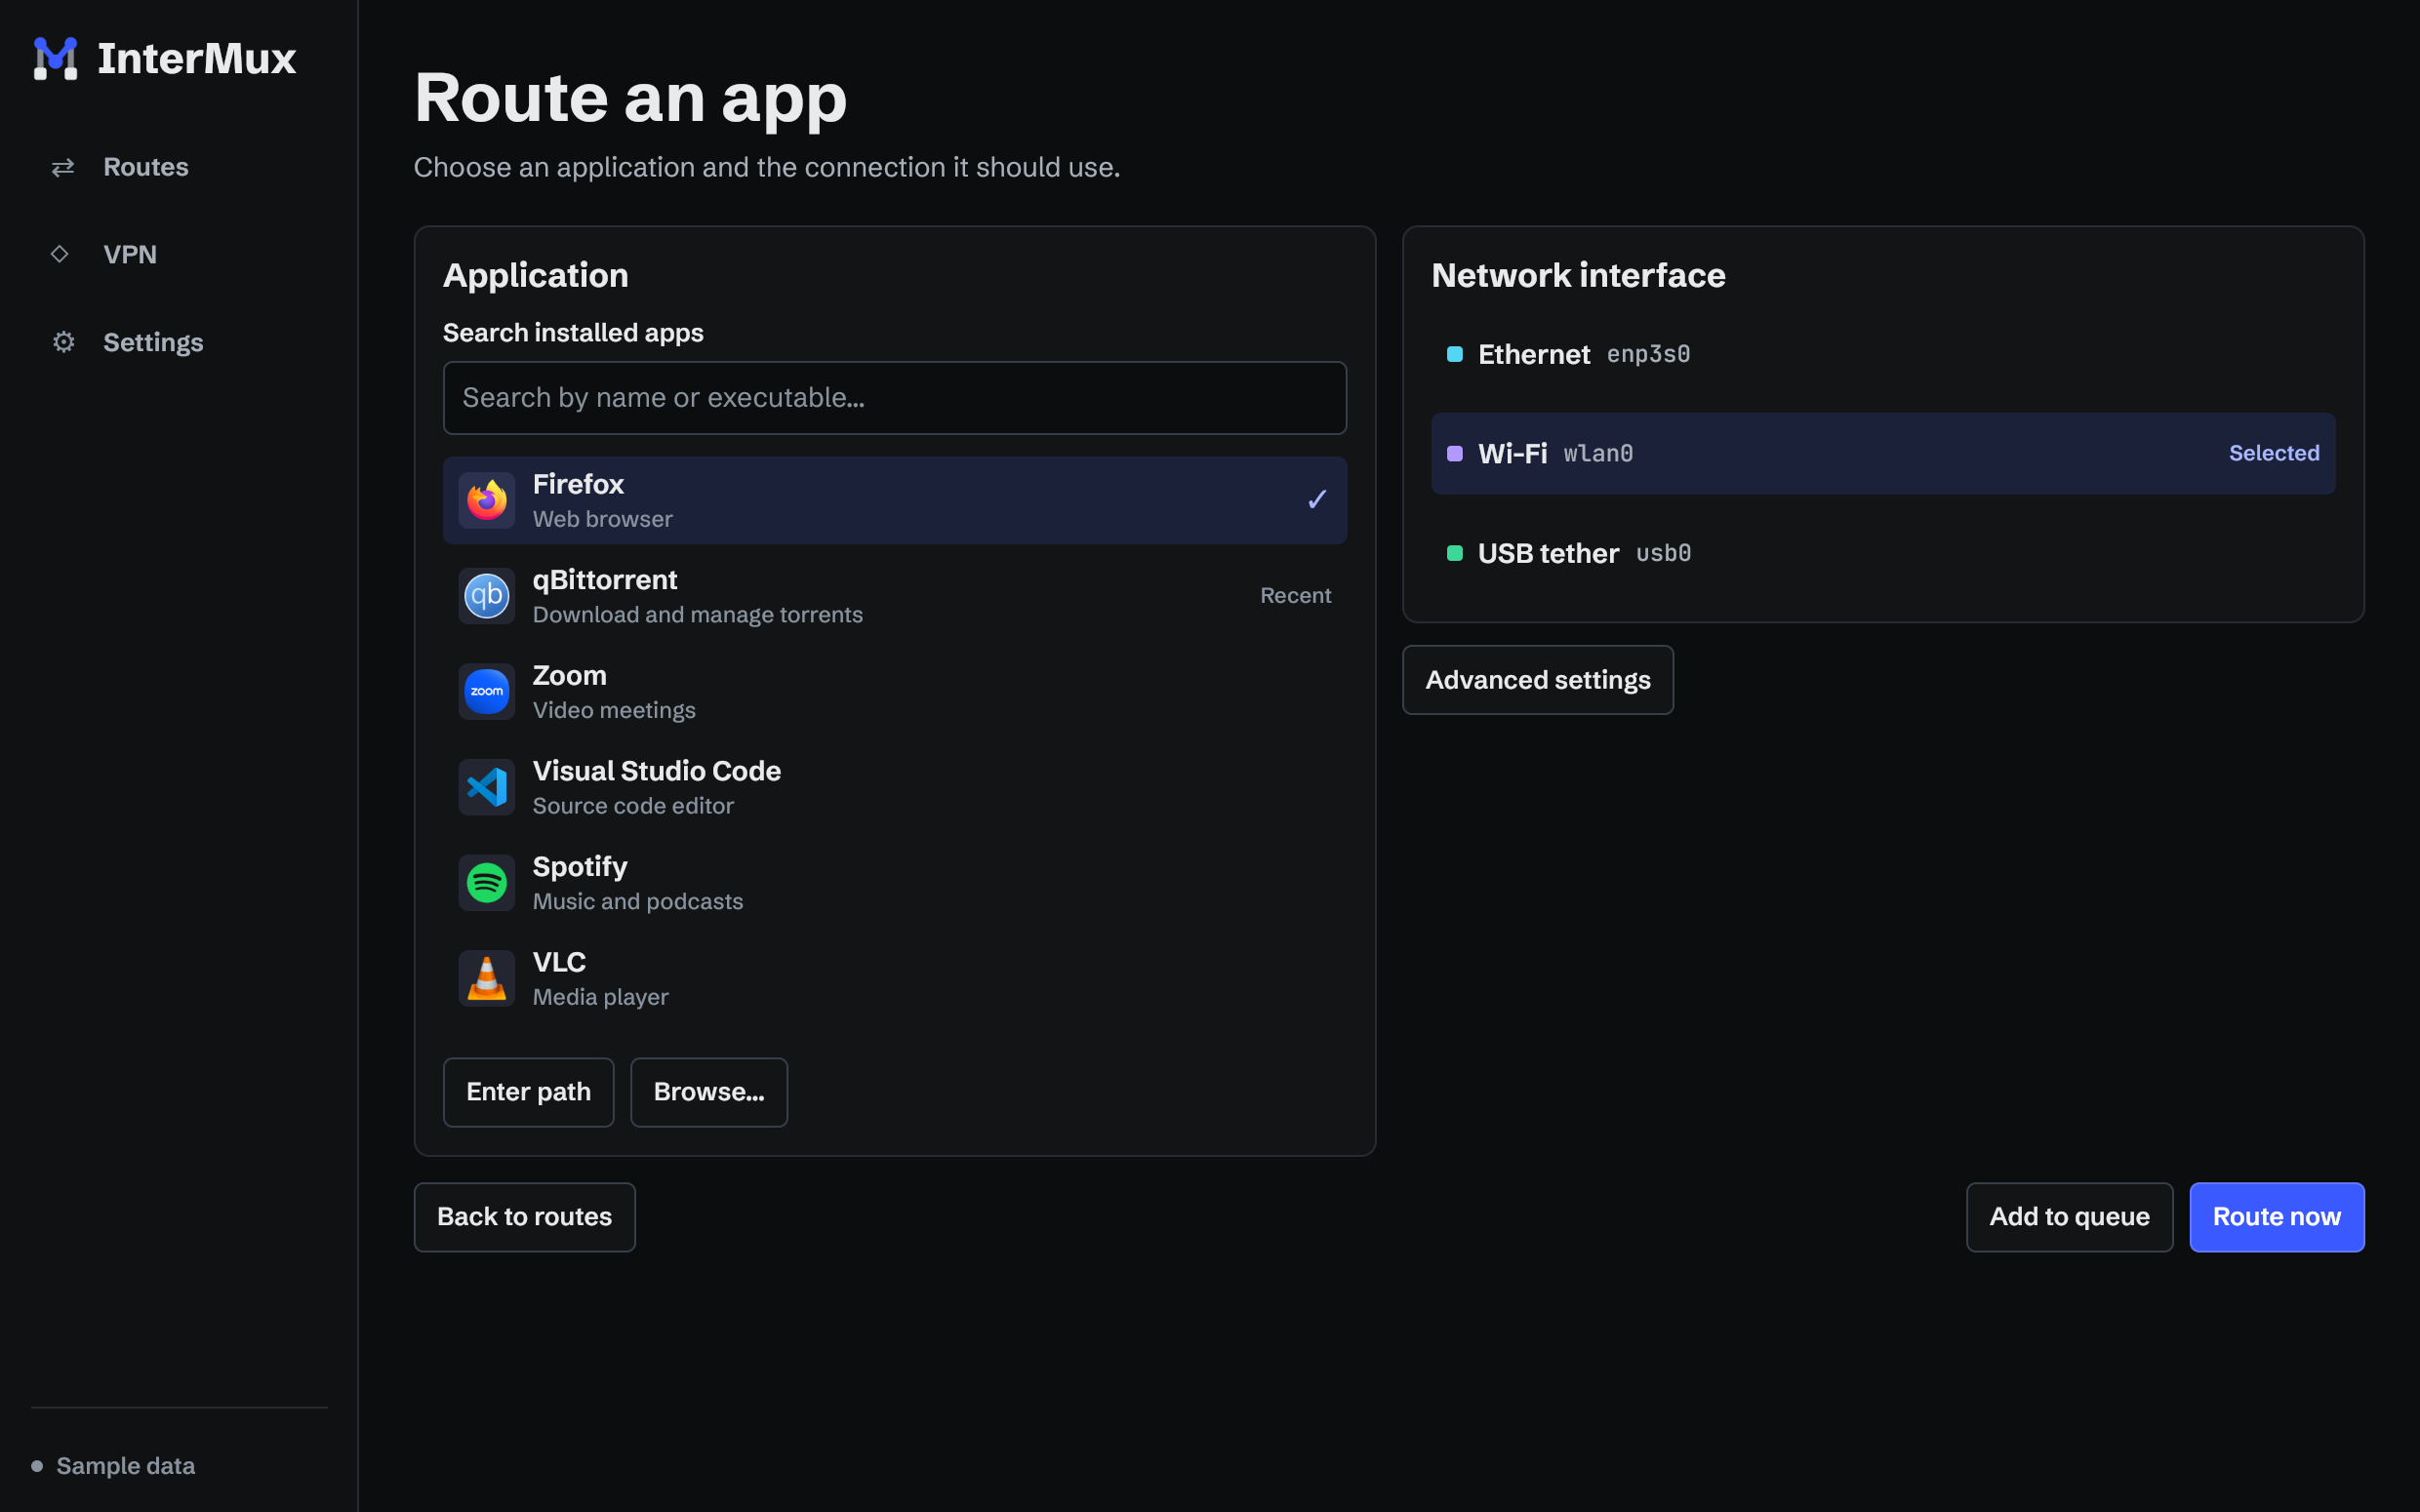 InterMux
Routes
VPN
Settings
Sample data
Route an app
Choose an application and the connection it should use.
Application
Search installed apps
Search by name or executable...
Firefox
Web browser
qb
qBittorrent
Download and manage torrents
Recent
zoom
Zoom
Video meetings
Visual Studio Code
Source code editor
Spotify
Music and podcasts
VLC
Media player
Enter path
Browse...
Network interface
Ethernet enp3s0
Wi-Fi wlan0 Selected
USB tether usb0
Advanced settings
Back to routes
Add to queue
Route now